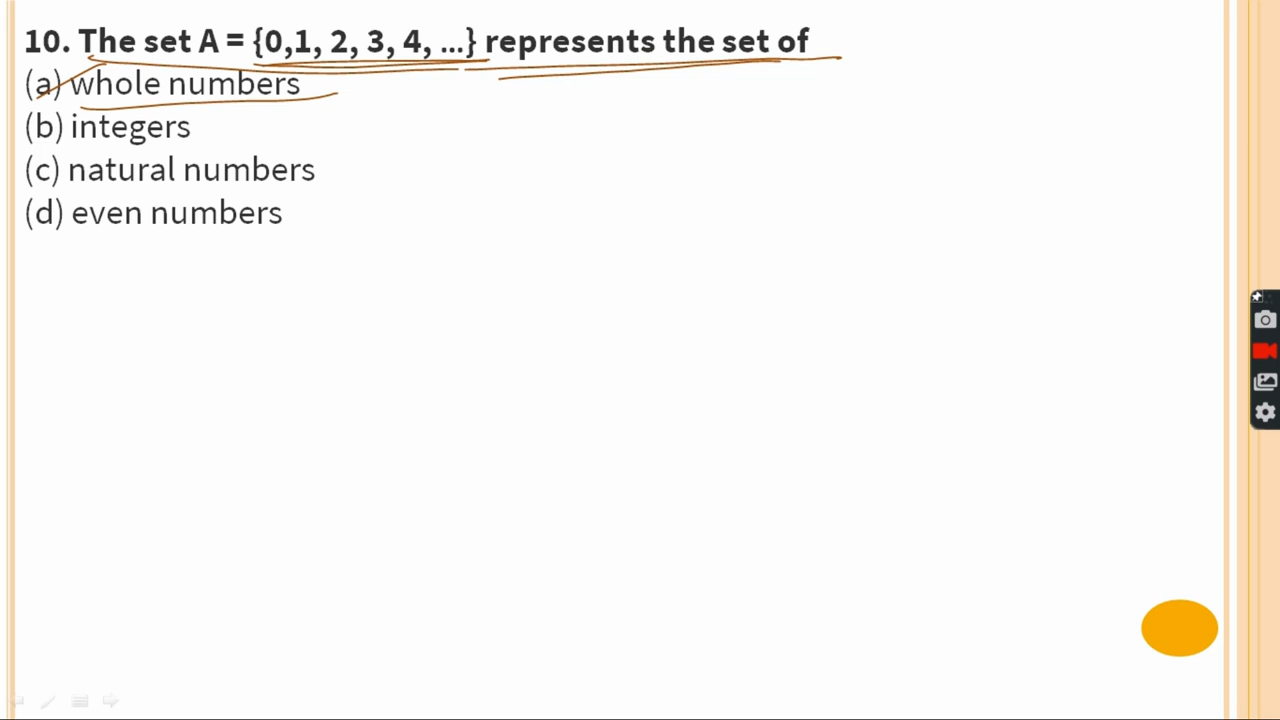 10. The set A = {0,1, 2, 3, 4, ...} represents the set of
(a) whole numbers
(b) integers
(c) natural numbers
(d) even numbers